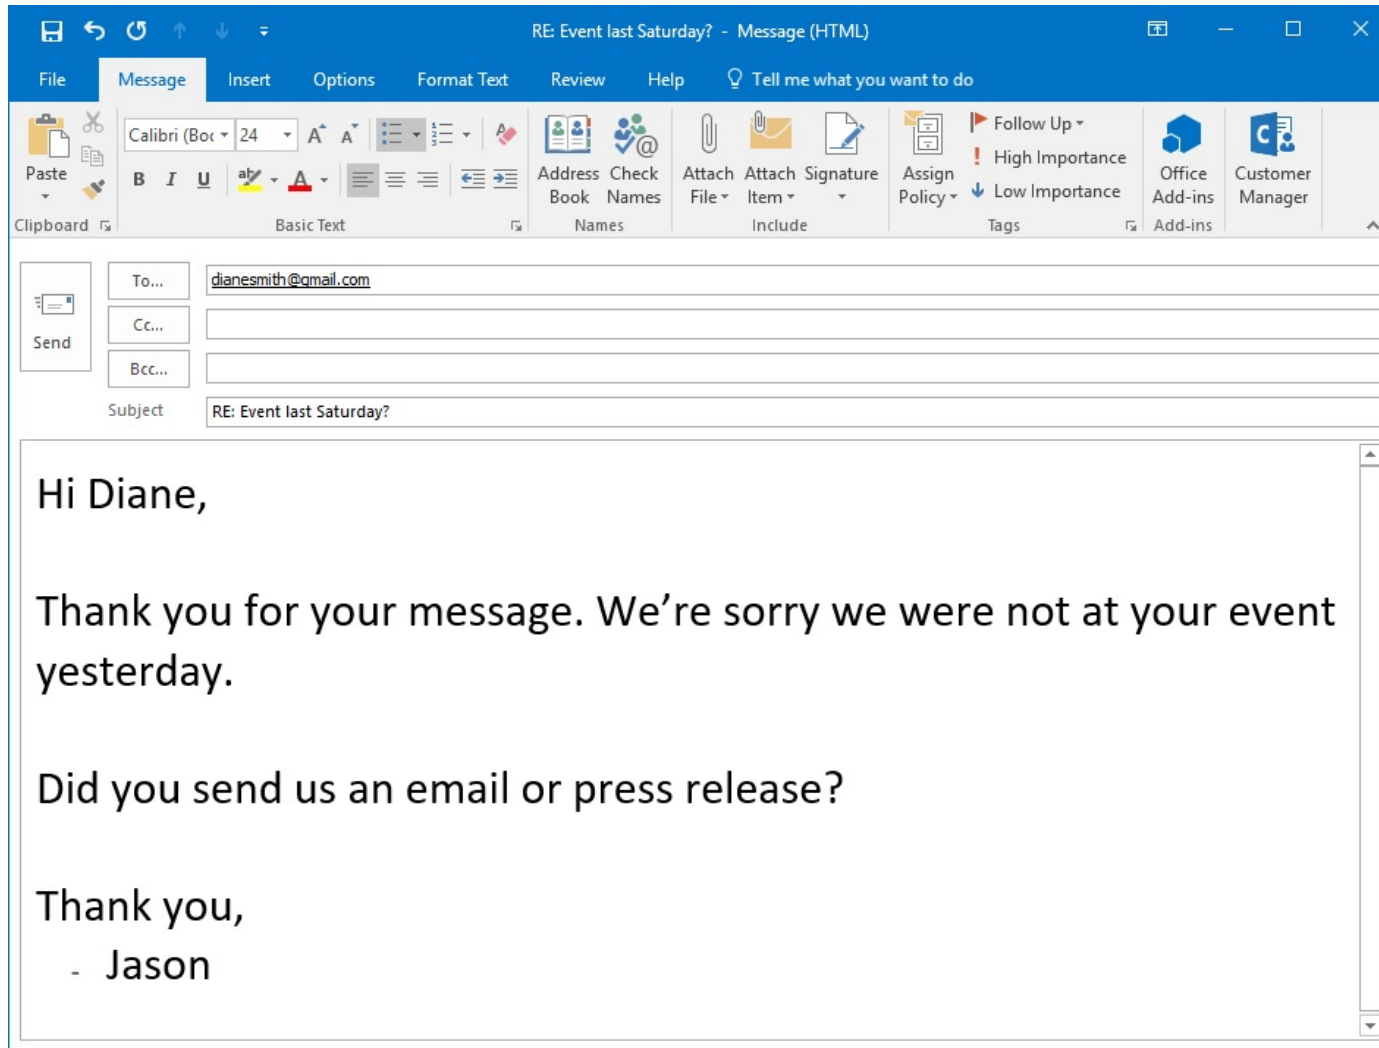 RE: Event last Saturday? - Message (HTML)
File Message Insert Options Format Text Review Help Tell me what you want to do
Calibri (Boc 24
Follow Up
High Importance
Low Importance
Paste
B I U
Address Book
Check Names
Attach File
Attach Item
Signature
Assign Policy
Office Add-ins
Customer Manager
Clipboard Basic Text Names Include Tags Add-ins
To... dianesmith@gmail.com
Cc...
Send
Bcc...
Subject RE: Event last Saturday?
Hi Diane,
Thank you for your message. We’re sorry we were not at your event
yesterday.
Did you send us an email or press release?
Thank you,
- Jason